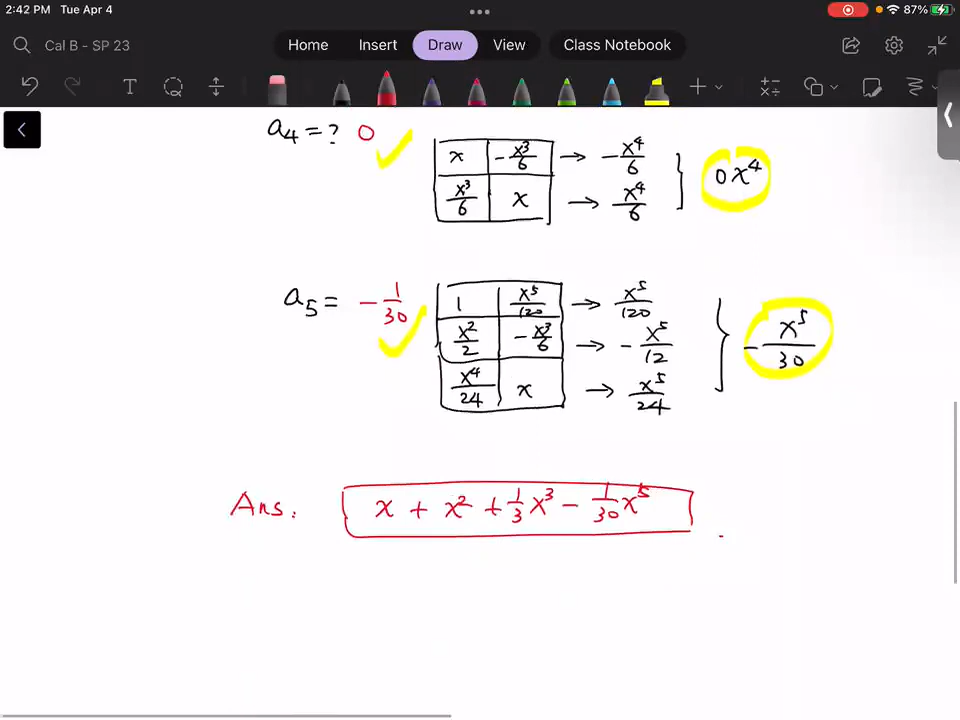 2:42 PM Tue Apr 4
87%
Cal B - SP 23
Home Insert Draw View Class Notebook
T
a₄ = ? 0
x | -x³/6 → -x⁴/6
x³/6 | x → x⁴/6
} 0x⁴
a₅ = -1/30
1 | x⁵/120 → x⁵/120
x²/2 | -x³/6 → -x⁵/12
x⁴/24 | x → x⁵/24
} -x⁵/30
Ans: x + x² + 1/3 x³ - 1/30 x⁵